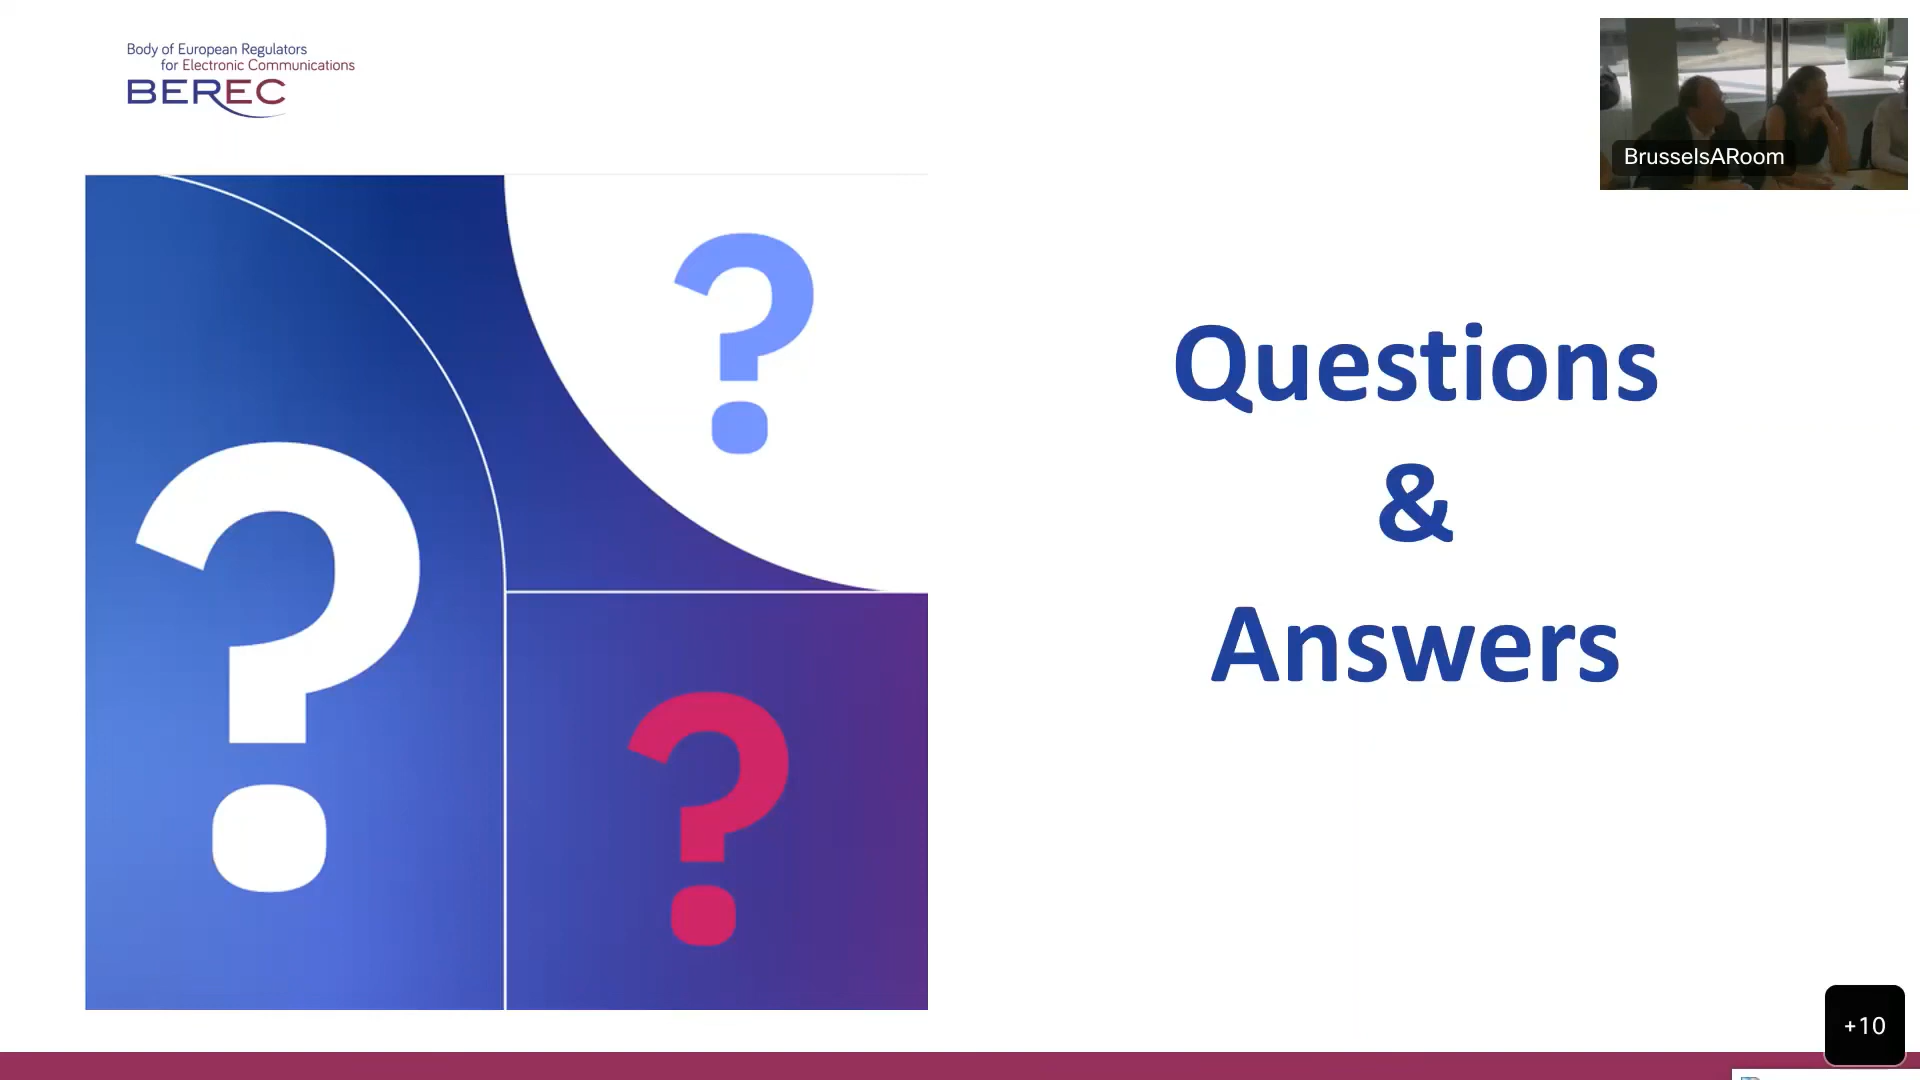 Body of European Regulators
for Electronic Communications
BEREC
BrusselsARoom
?
?
?
Questions
&
Answers
+10